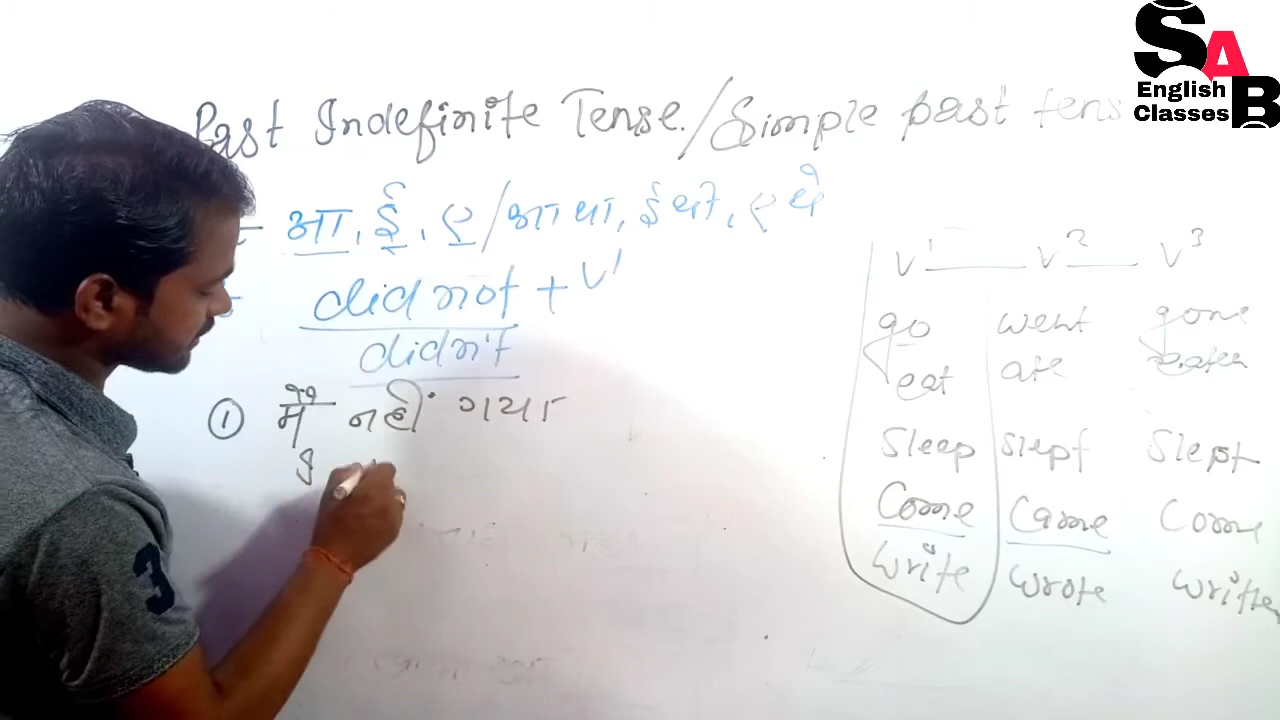 SAB
English
Classes
Past Indefinite Tense./Simple past tens
आ, ई, ए/आ था, ई थी, ए थे
did not + V1
didn't
V1 V2 V3
go went gone
eat ate eaten
Sleep Slept Slept
Come Came Come
write wrote written
① मैं नहीं गया
I